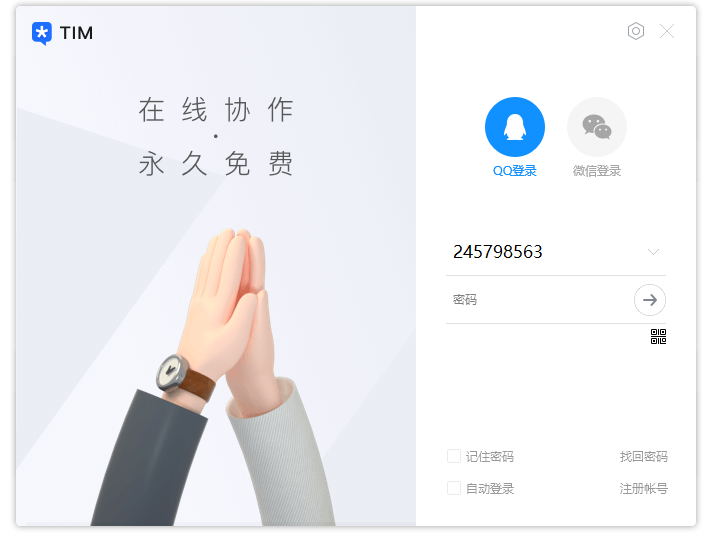 TIM
在线协作
·
永久免费
QQ登录
微信登录
245798563
密码
记住密码
找回密码
自动登录
注册帐号